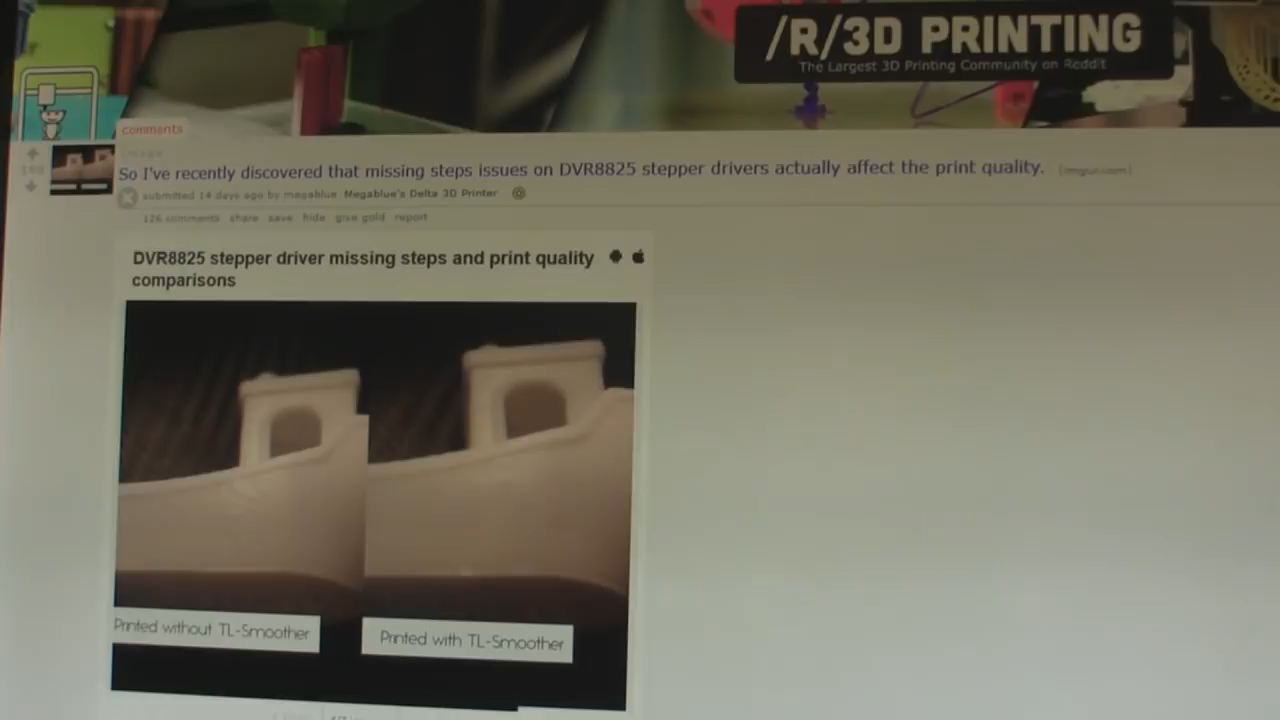 /R/3D PRINTING
The Largest 3D Printing Community on Reddit
comments
image
So I've recently discovered that missing steps issues on DVR8825 stepper drivers actually affect the print quality. (imgur.com)
submitted 14 days ago by megablue Megablue's Delta 3D Printer
126 comments share save hide give gold report
DVR8825 stepper driver missing steps and print quality
comparisons
Printed without TL-Smoother
Printed with TL-Smoother